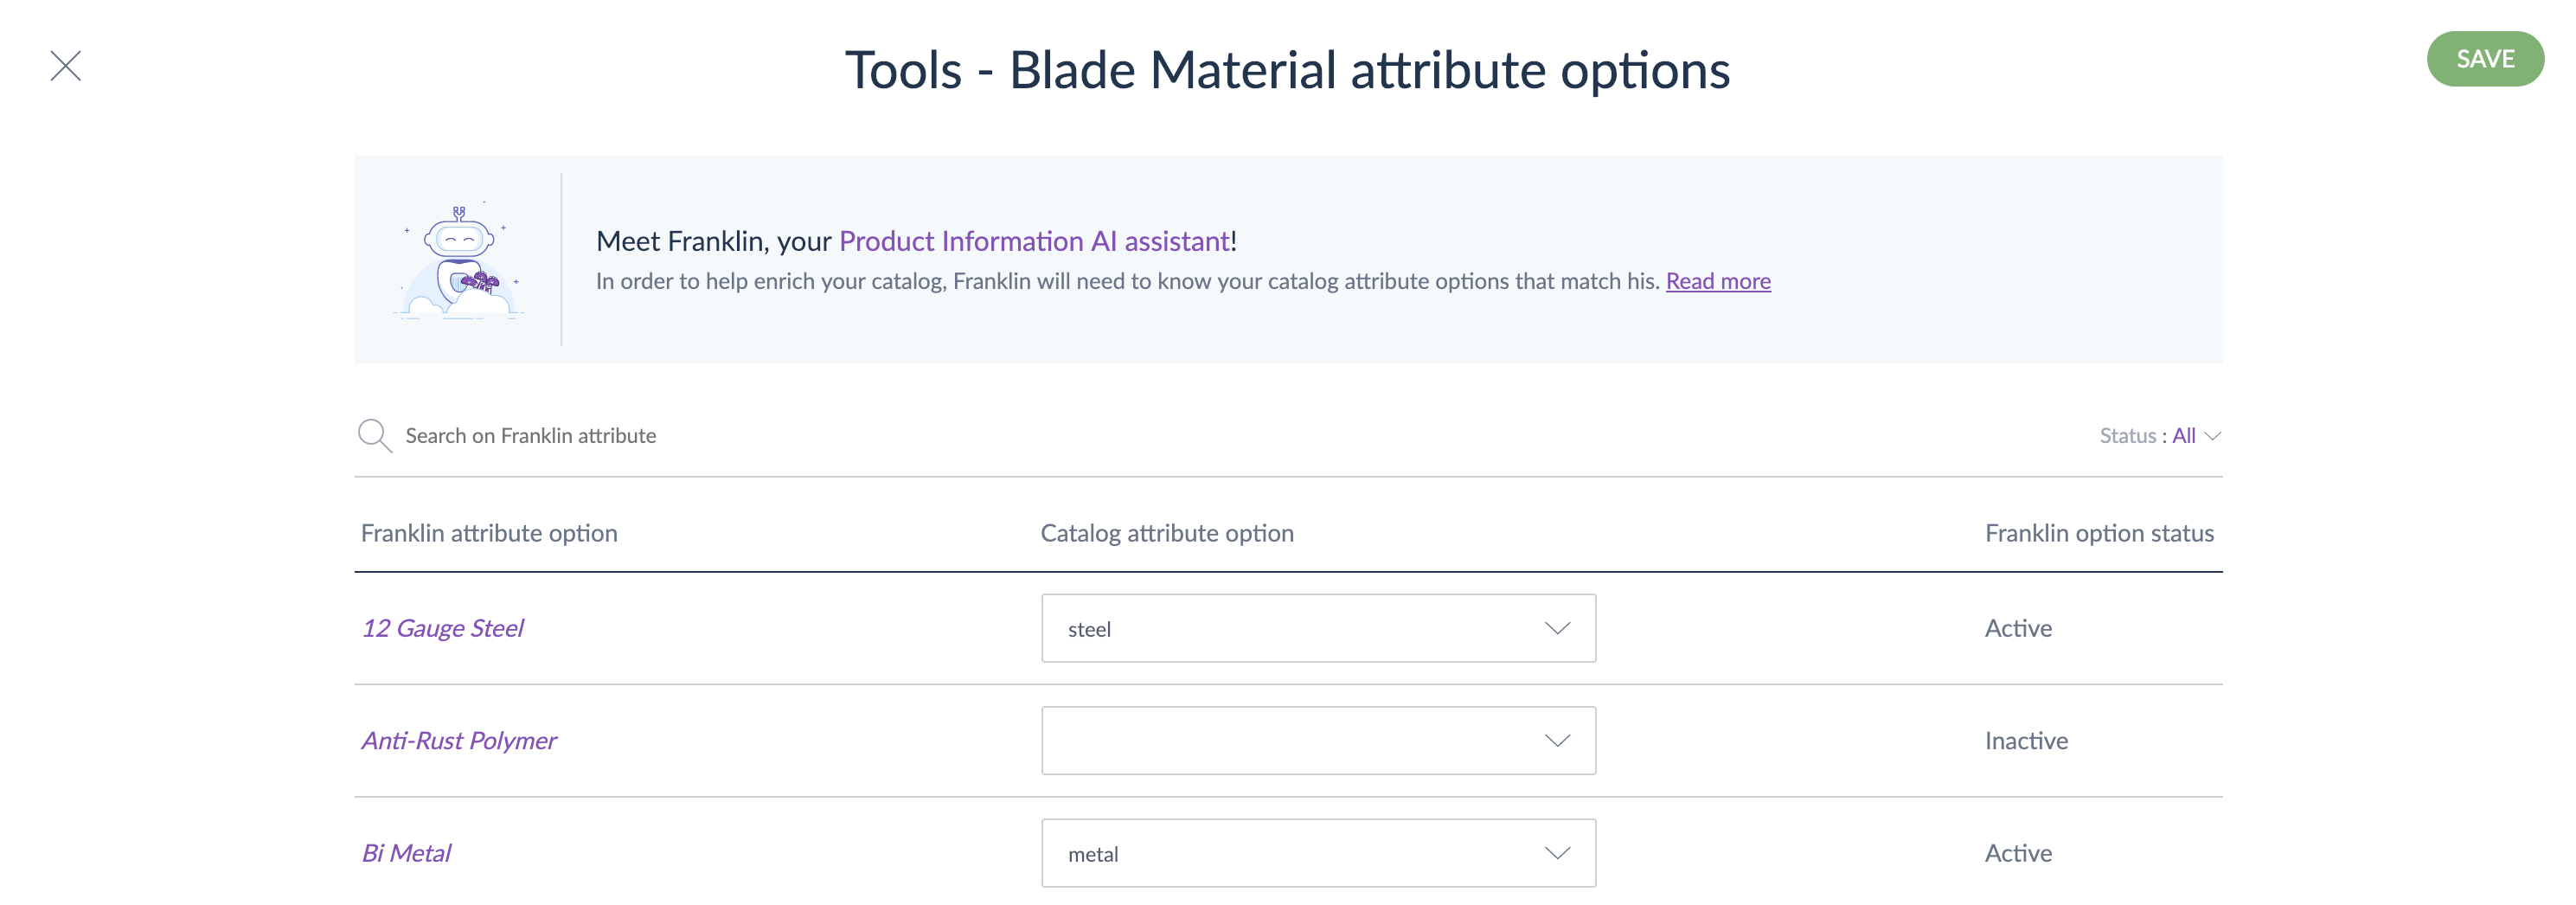 Tools - Blade Material attribute options
SAVE
Meet Franklin, your Product Information AI assistant!
In order to help enrich your catalog, Franklin will need to know your catalog attribute options that match his. Read more
Search on Franklin attribute
Status : All
Franklin attribute option
Catalog attribute option
Franklin option status
12 Gauge Steel
steel
Active
Anti-Rust Polymer
Inactive
Bi Metal
metal
Active